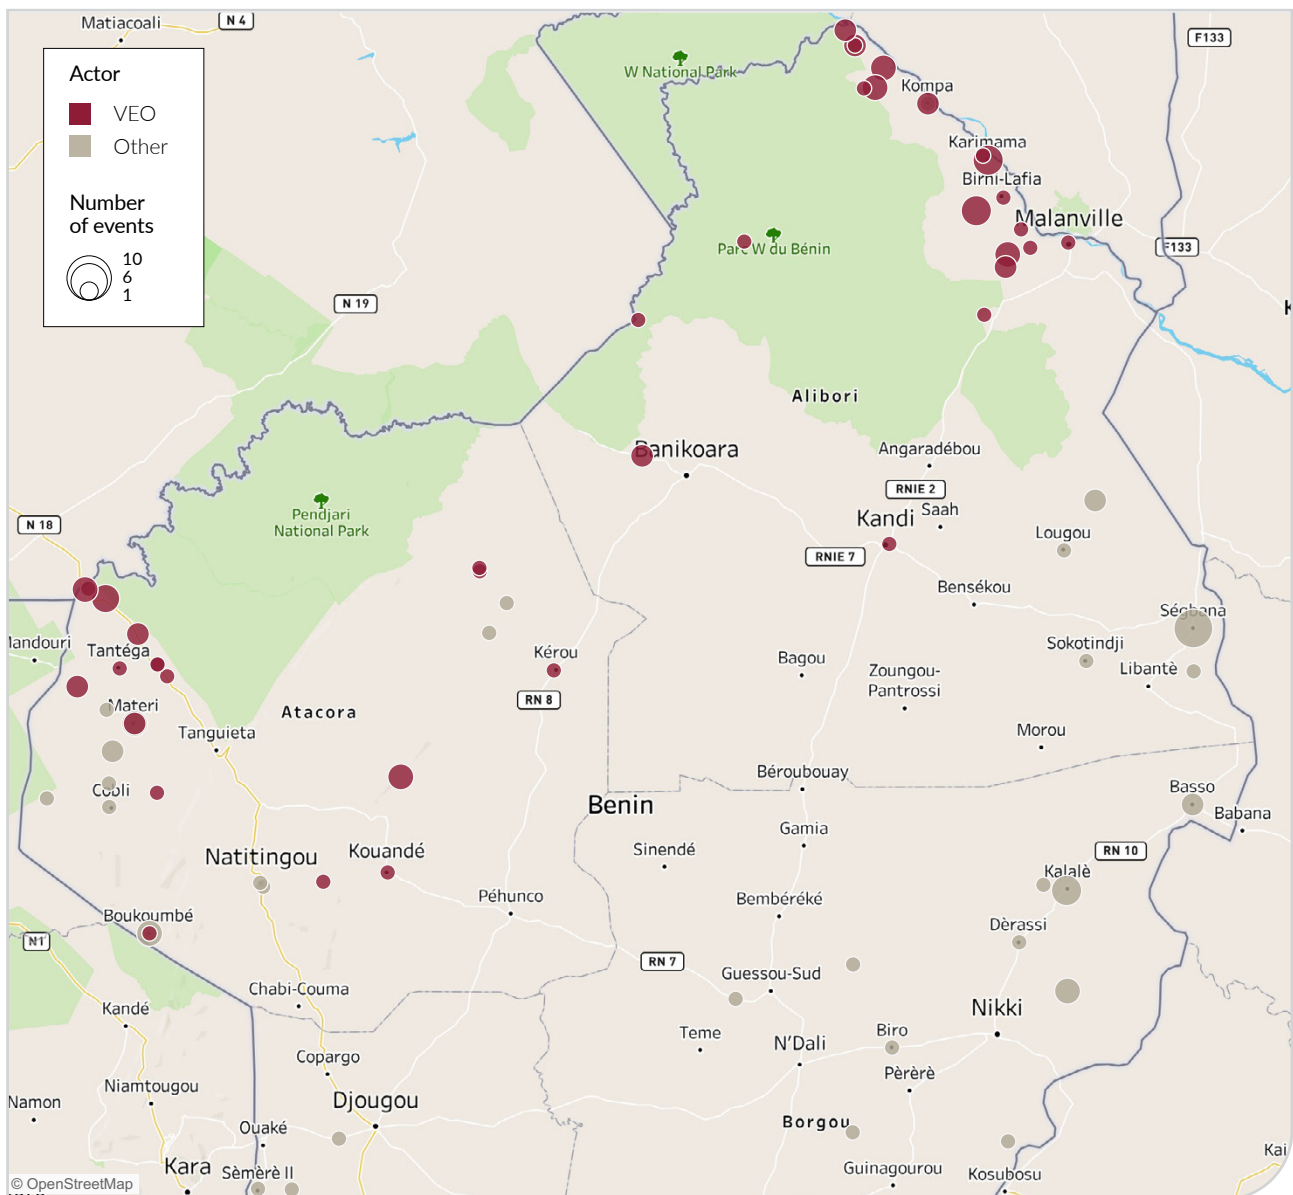 Matiacoali
N 4
F133
Actor
VEO
Other
Number
of events
10
6
1
W National Park
Kompa
Karimama
Birni-Lafia
Malanville
F133
Parc W du Bénin
N 19
Alibori
Banikoara
Angaradébou
RNIE 2
Saah
Kandi
Lougou
RNIE 7
Bensékou
Pendjari
National Park
N 18
Ségbana
Sokotindji
Libantè
Mandouri
Tantéga
Kérou
Bagou
Zoungou-
Pantrossi
RN 8
Materi
Atacora
Tanguieta
Morou
Béroubouay
Cobli
Benin
Basso
Babana
Gamia
Natitingou
Kouandé
Sinendé
RN 10
Kalalè
Péhunco
Bembéréké
Boukoumbé
Dèrassi
N1
RN 7
Guessou-Sud
Chabi-Couma
Kandé
Nikki
Teme
N'Dali
Biro
Copargo
Pèrèrè
Niamtougou
Namon
Djougou
Borgou
Ouaké
Kara
Sèmèrè II
Guinagourou
Kosubosu
Kai
© OpenStreetMap